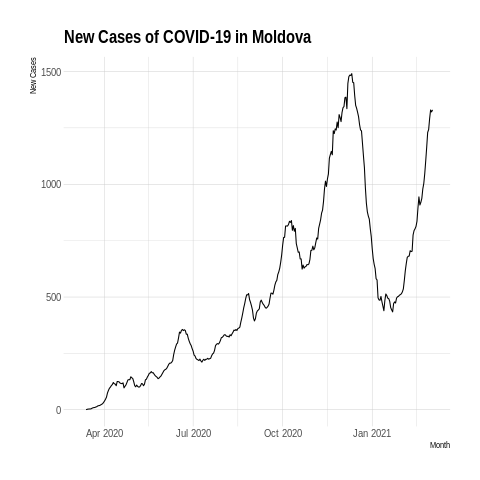 New Cases of COVID-19 in Moldova
New Cases
1500
1000
500
0
Apr 2020 Jul 2020 Oct 2020 Jan 2021
Month